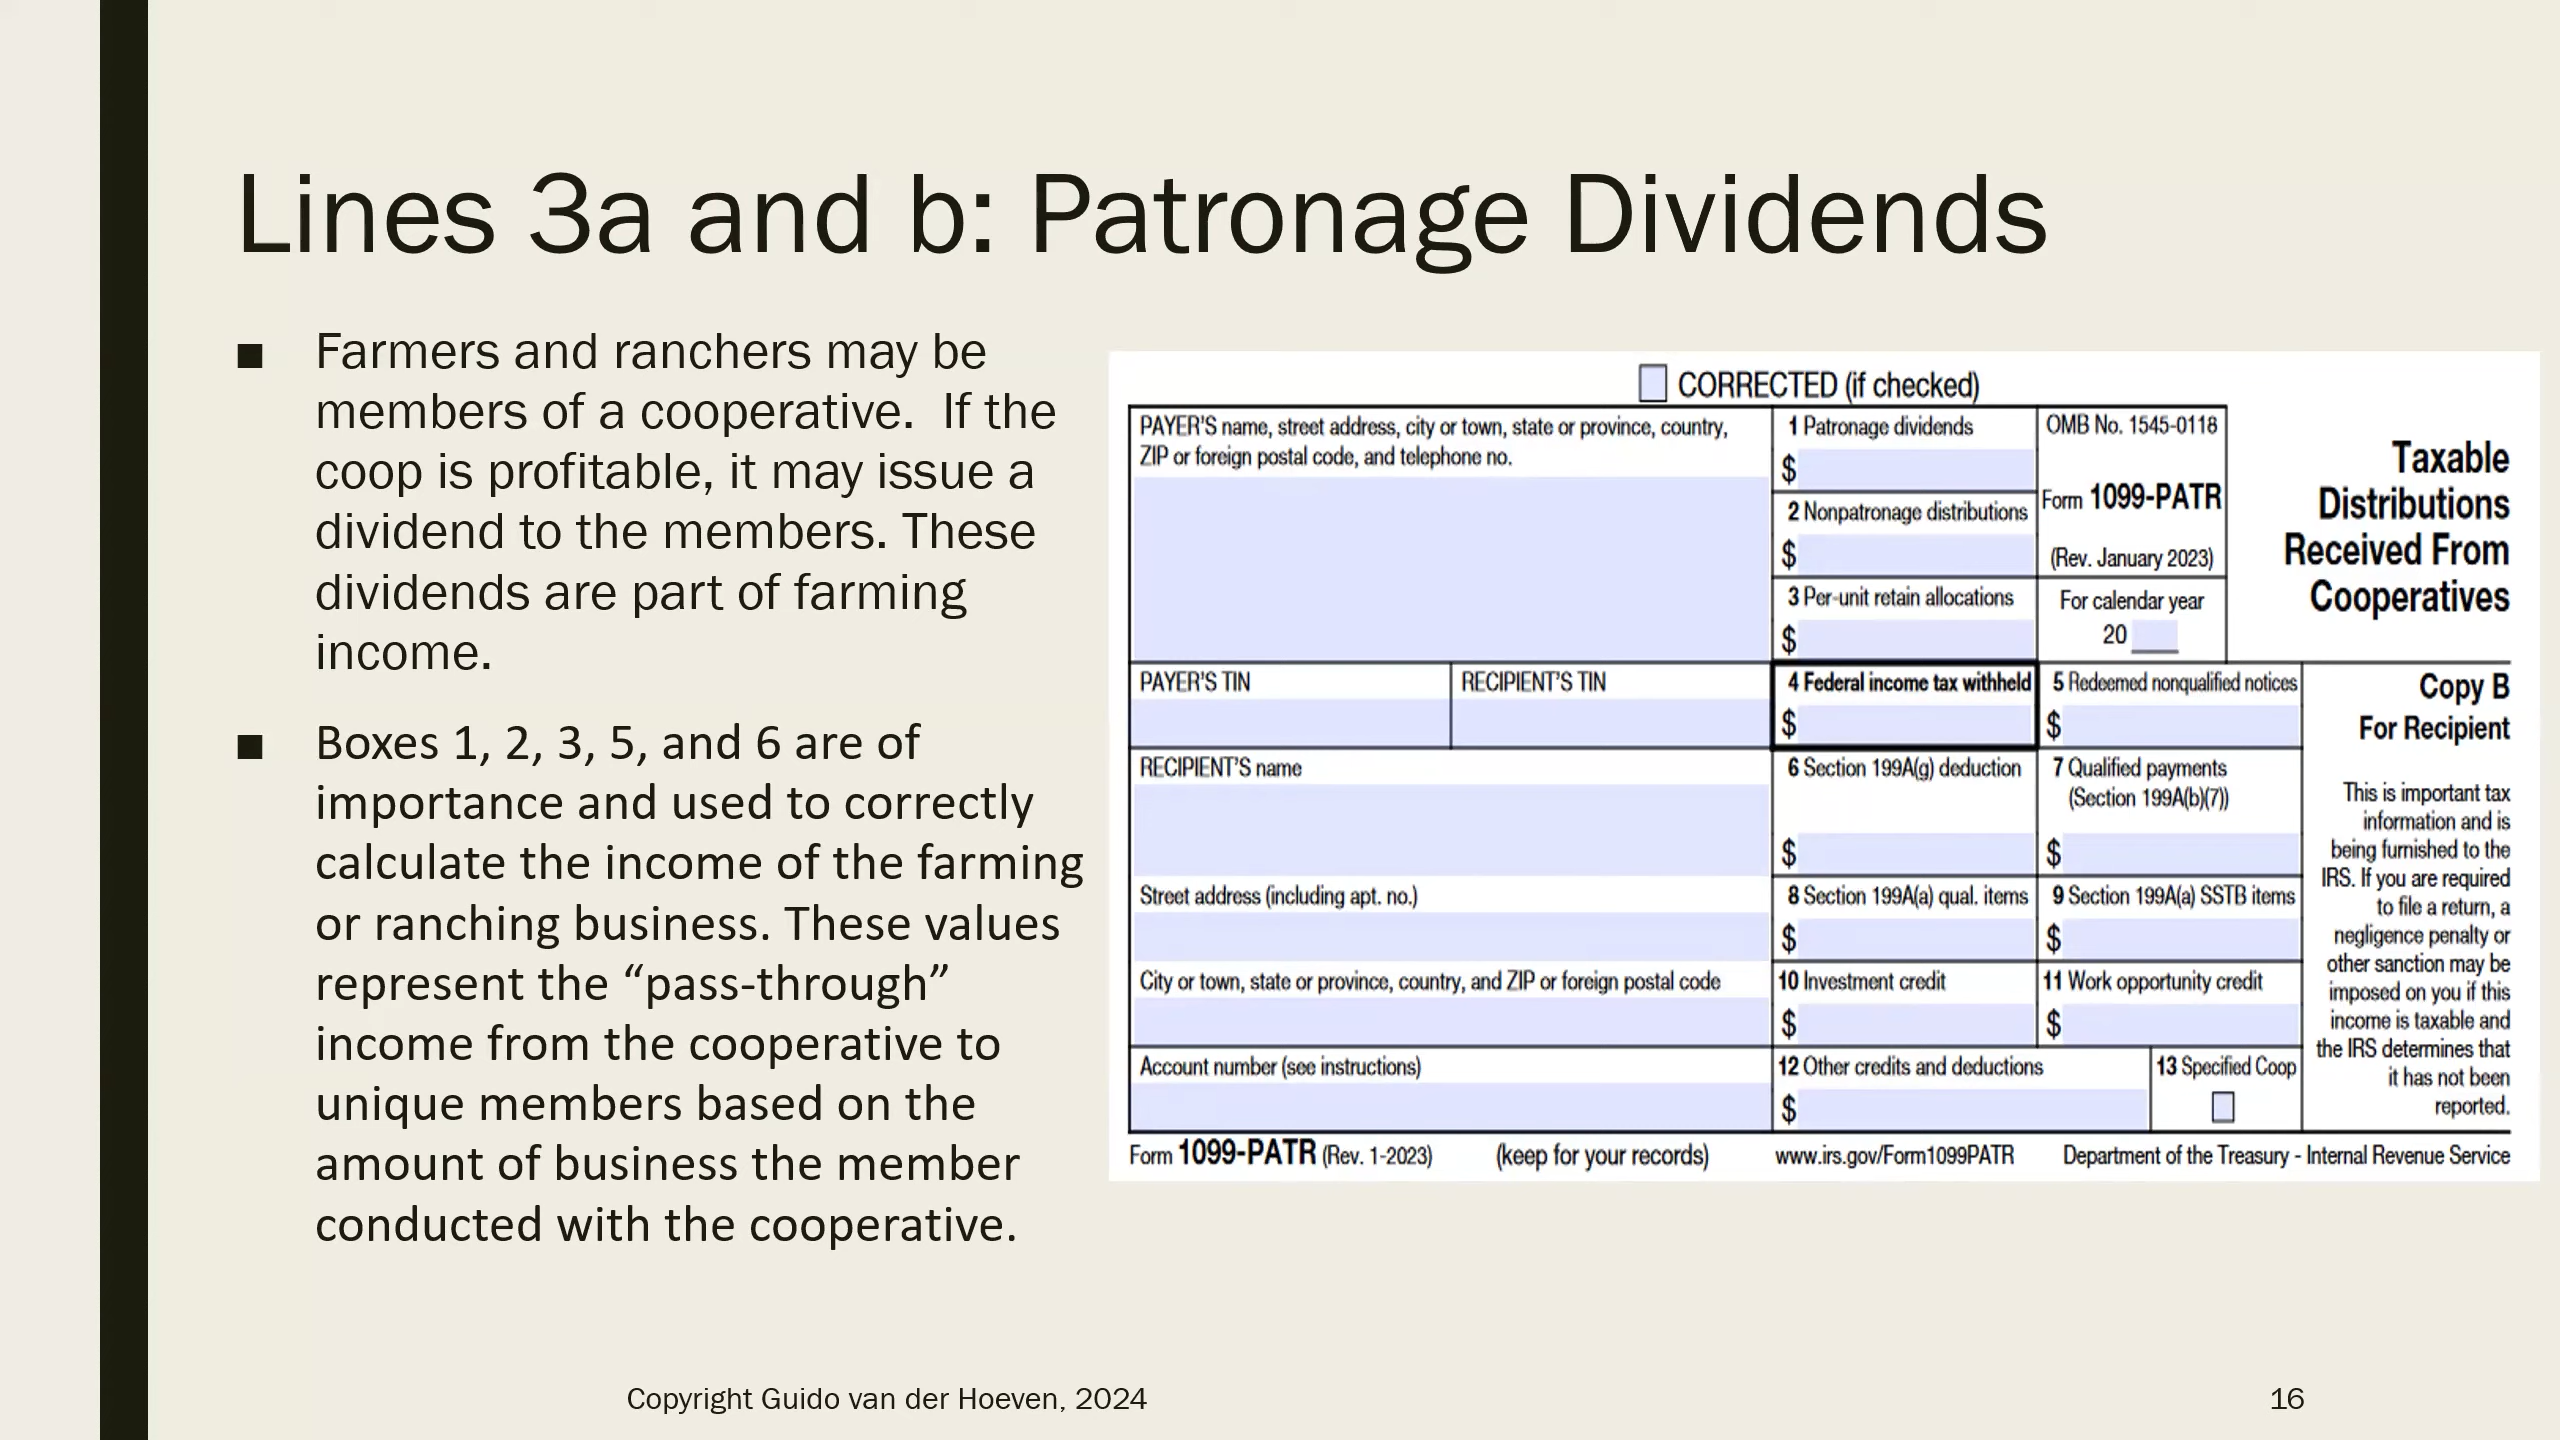 Lines 3a and b: Patronage Dividends
■ Farmers and ranchers may be
members of a cooperative.  If the
coop is profitable, it may issue a
dividend to the members. These
dividends are part of farming
income.
■ Boxes 1, 2, 3, 5, and 6 are of
importance and used to correctly
calculate the income of the farming
or ranching business. These values
represent the “pass-through”
income from the cooperative to
unique members based on the
amount of business the member
conducted with the cooperative.
CORRECTED (if checked)
PAYER'S name, street address, city or town, state or province, country,
ZIP or foreign postal code, and telephone no.
1 Patronage dividends
$
2 Nonpatronage distributions
$
3 Per-unit retain allocations
$
OMB No. 1545-0118
Form 1099-PATR
(Rev. January 2023)
For calendar year
20
Taxable
Distributions
Received From
Cooperatives
PAYER'S TIN
RECIPIENT'S TIN
4 Federal income tax withheld
$
5 Redeemed nonqualified notices
$
Copy B
For Recipient
RECIPIENT'S name
6 Section 199A(g) deduction
$
7 Qualified payments
(Section 199A(b)(7))
$
This is important tax
information and is
being furnished to the
IRS. If you are required
to file a return, a
negligence penalty or
other sanction may be
imposed on you if this
income is taxable and
the IRS determines that
it has not been
reported.
Street address (including apt. no.)
8 Section 199A(a) qual. items
$
9 Section 199A(a) SSTB items
$
City or town, state or province, country, and ZIP or foreign postal code
10 Investment credit
$
11 Work opportunity credit
$
Account number (see instructions)
12 Other credits and deductions
$
13 Specified Coop
Form 1099-PATR (Rev. 1-2023) (keep for your records) www.irs.gov/Form1099PATR Department of the Treasury - Internal Revenue Service
Copyright Guido van der Hoeven, 2024
16